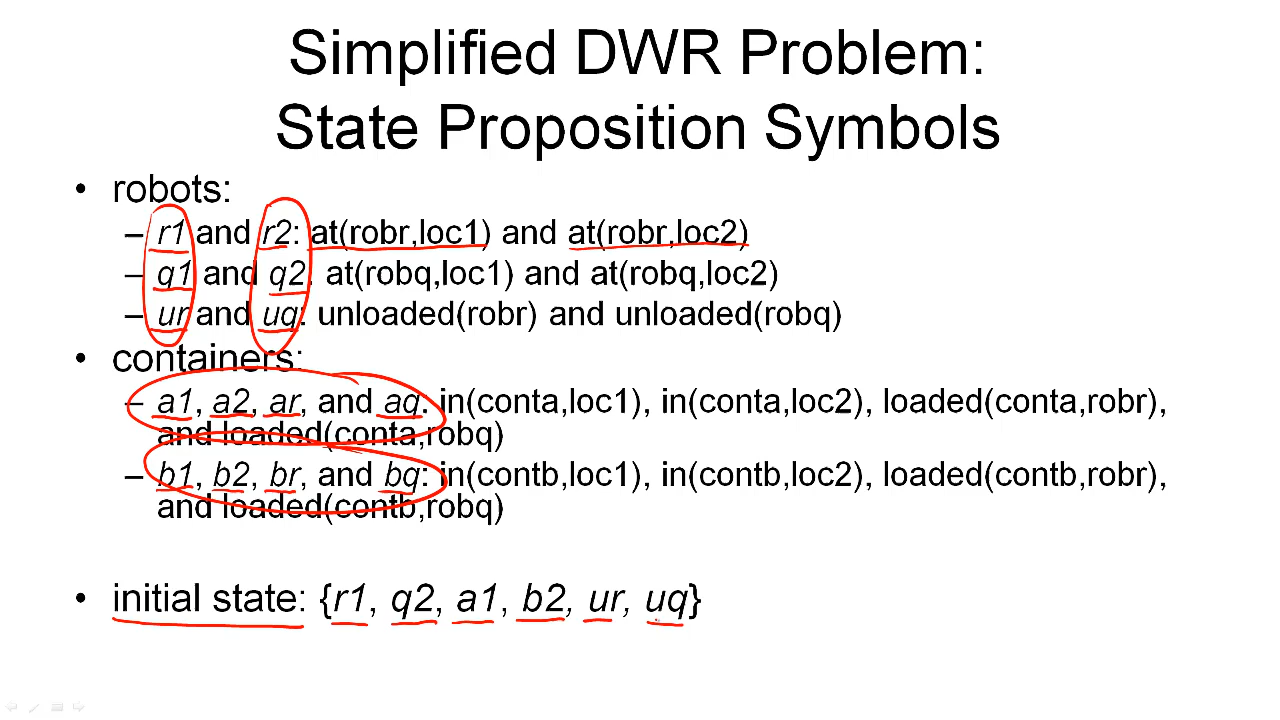 Simplified DWR Problem:
State Proposition Symbols
• robots:
– r1 and r2: at(robr,loc1) and at(robr,loc2)
– q1 and q2: at(robq,loc1) and at(robq,loc2)
– ur and uq: unloaded(robr) and unloaded(robq)
• containers:
– a1, a2, ar, and aq: in(conta,loc1), in(conta,loc2), loaded(conta,robr),
and loaded(conta,robq)
– b1, b2, br, and bq: in(contb,loc1), in(contb,loc2), loaded(contb,robr),
and loaded(contb,robq)
• initial state: {r1, q2, a1, b2, ur, uq}